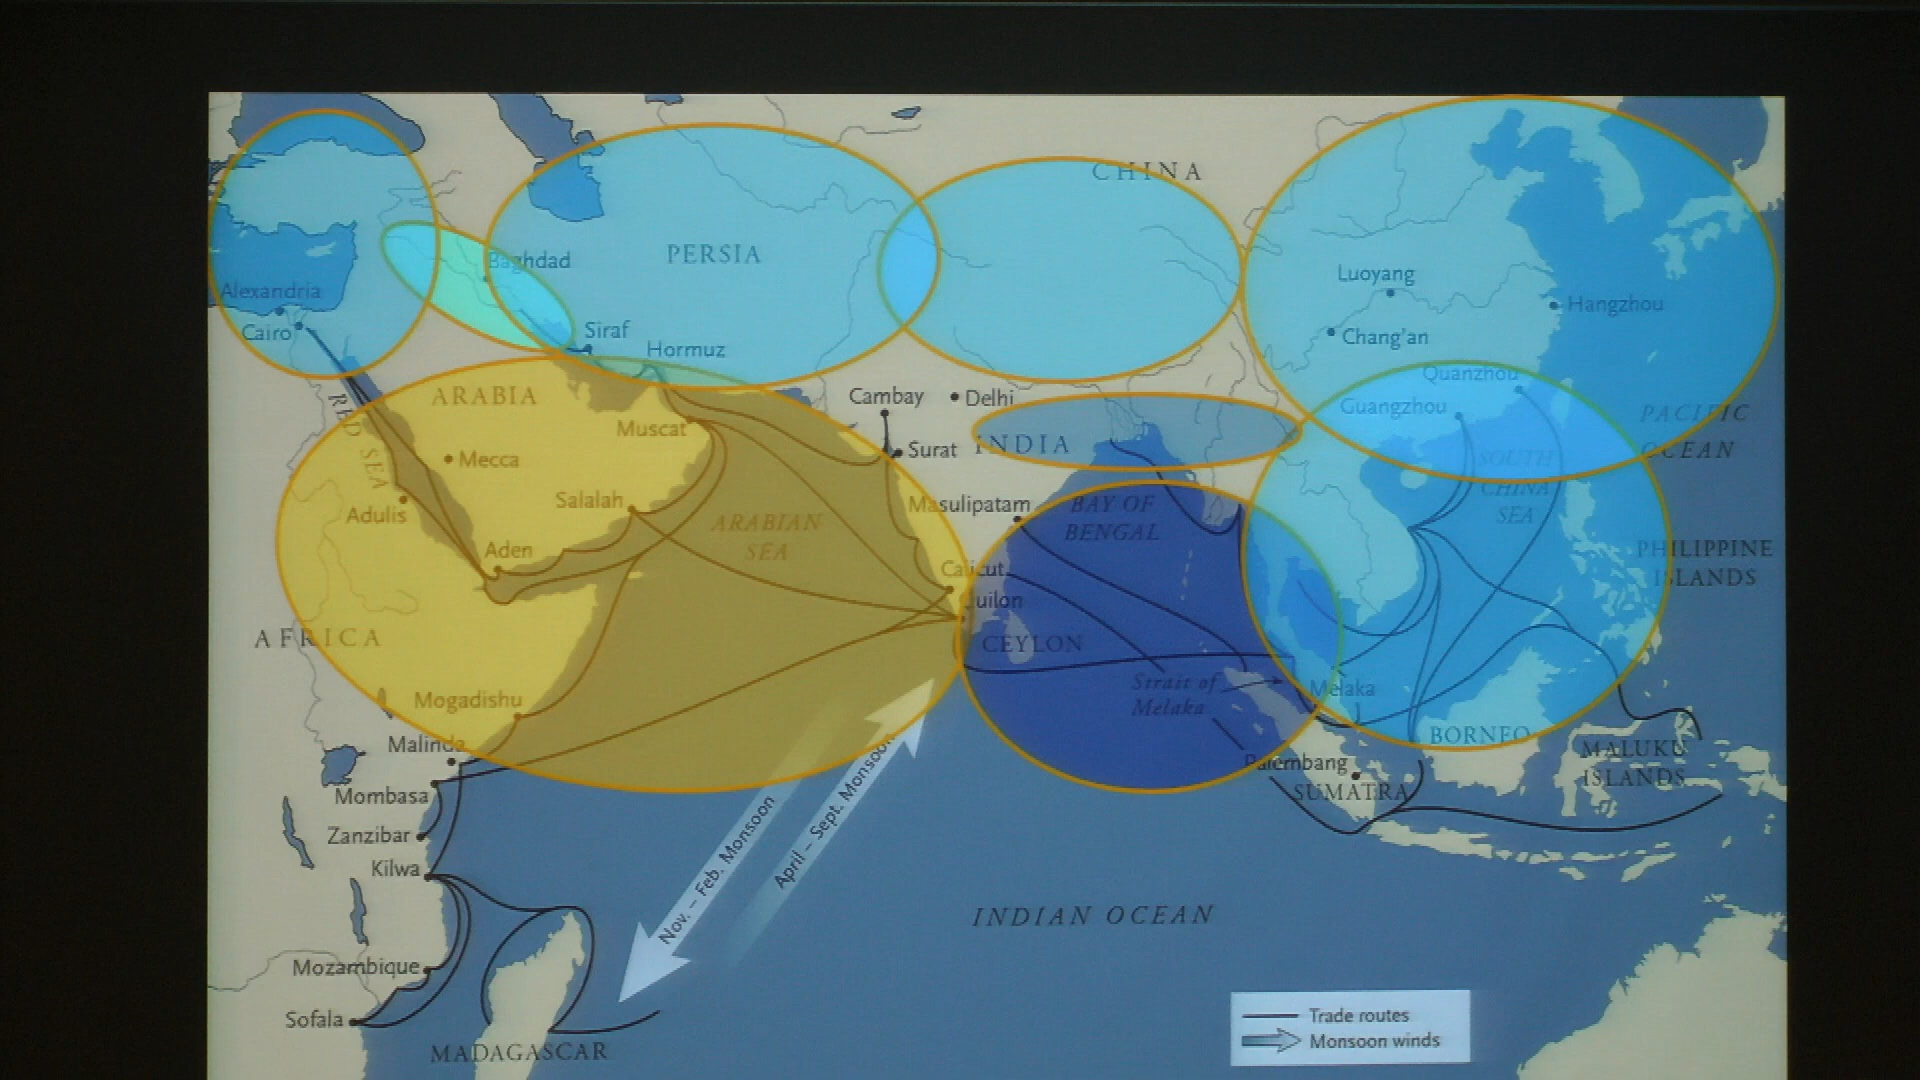 CHINA
PERSIA
Baghdad
Alexandria
Cairo
Siraf
Hormuz
Luoyang
Hangzhou
Chang'an
Quanzhou
Guangzhou
PACIFIC
OCEAN
RED SEA
ARABIA
Muscat
Mecca
Cambay
Delhi
Surat
INDIA
Salalah
Adulis
Aden
ARABIAN
SEA
Masulipatam
BAY OF
BENGAL
SOUTH
CHINA
SEA
PHILIPPINE
ISLANDS
Calicut
Quilon
CEYLON
AFRICA
Mogadishu
Strait of
Melaka
Melaka
BORNEO
MALUKU
ISLANDS
Malindi
Mombasa
Palembang
SUMATRA
Zanzibar
Kilwa
Nov. – Feb. Monsoon
April – Sept. Monsoon
INDIAN OCEAN
Mozambique
Sofala
MADAGASCAR
Trade routes
Monsoon winds